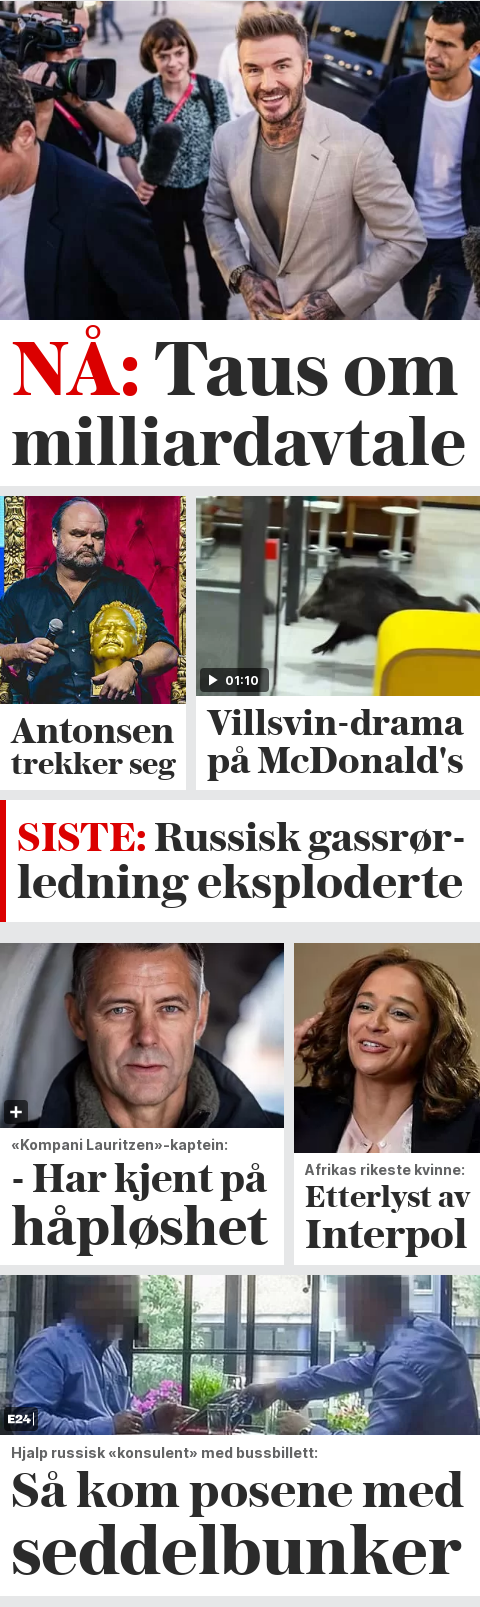 NÅ: Taus om
milliardavtale
01:10
Antonsen
trekker seg
Villsvin-drama
på McDonald's
SISTE: Russisk gassrør-
ledning eksploderte
«Kompani Lauritzen»-kaptein:
- Har kjent på
håpløshet
Afrikas rikeste kvinne:
Etterlyst av
Interpol
E24
Hjalp russisk «konsulent» med bussbillett:
Så kom posene med
seddelbunker